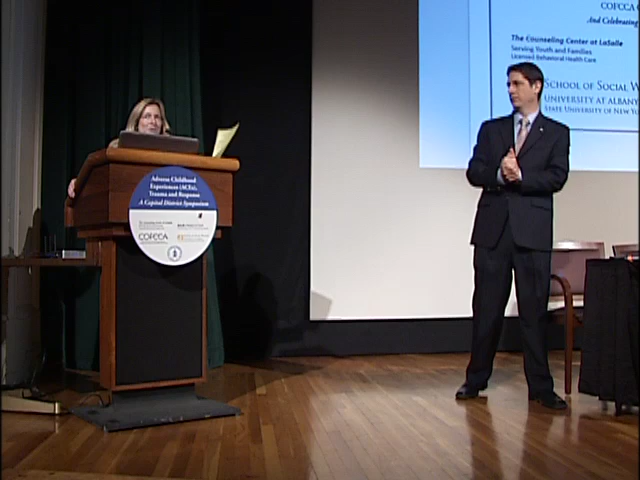 COFCCA
And Celebrating
The Counseling Center at LaSalle
Serving Youth and Families
Licensed Behavioral Health Care
SCHOOL OF SOCIAL W
UNIVERSITY AT ALBANY
STATE UNIVERSITY OF NEW YO
Adverse Childhood
Experiences (ACEs),
Trauma and Response
A Capital District Symposium
COFCCA